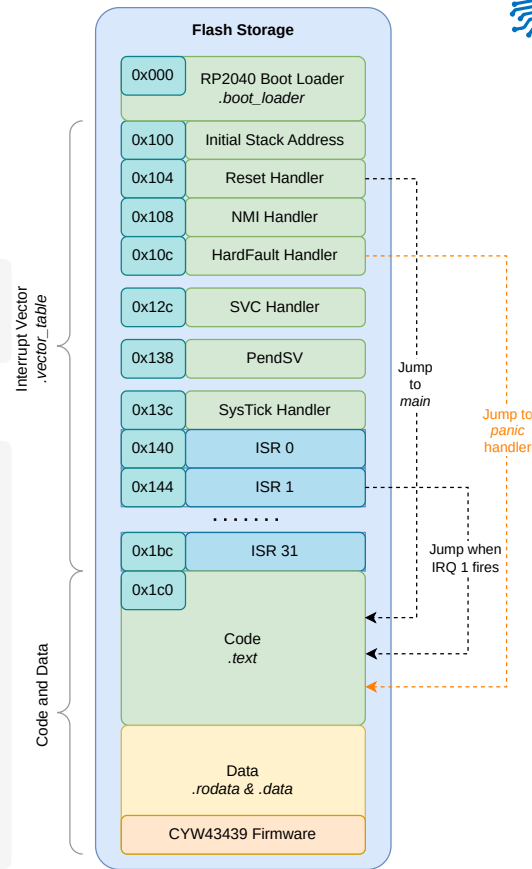 Flash Storage
0x000
RP2040 Boot Loader
.boot_loader
0x100
Initial Stack Address
0x104
Reset Handler
0x108
NMI Handler
0x10c
HardFault Handler
0x12c
SVC Handler
0x138
PendSV
0x13c
SysTick Handler
0x140
ISR 0
0x144
ISR 1
.......
0x1bc
ISR 31
0x1c0
Code
.text
Data
.rodata & .data
CYW43439 Firmware
Interrupt Vector
.vector_table
Code and Data
Jump
to
main
Jump to
panic
handler
Jump when
IRQ 1 fires